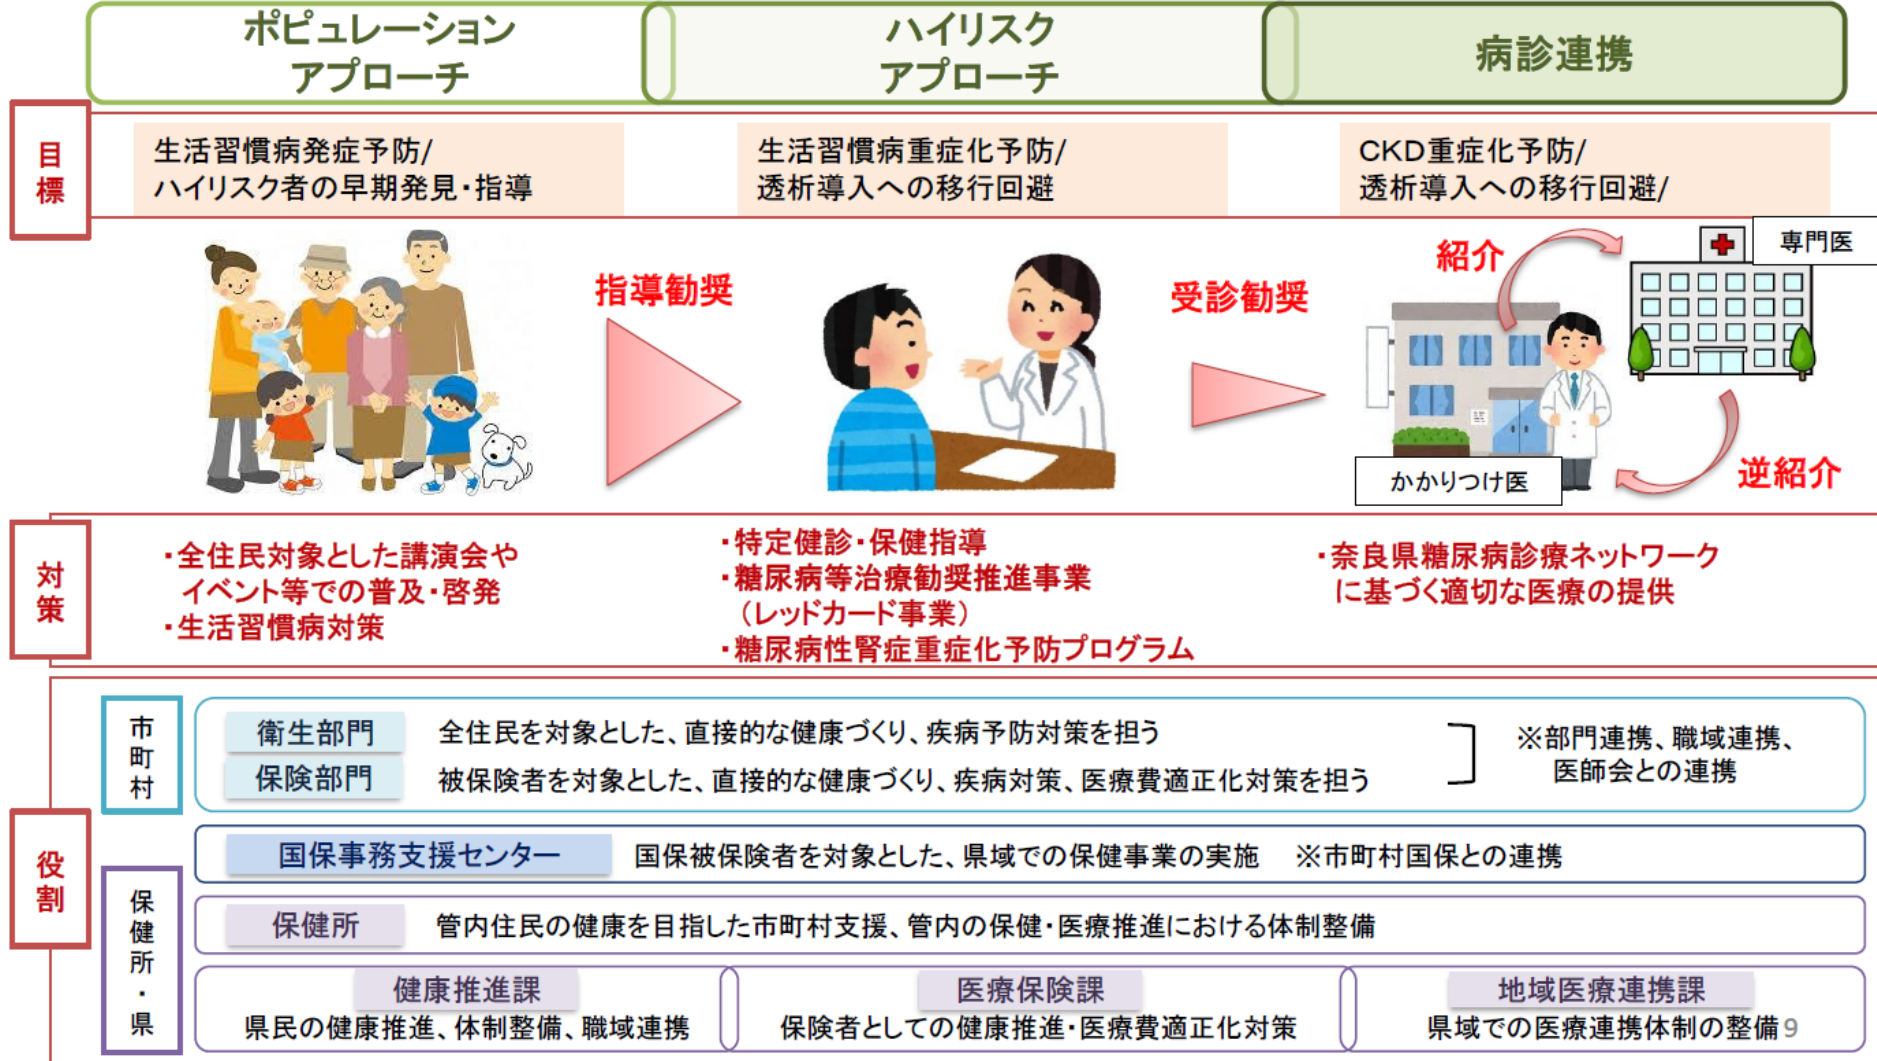 ポピュレーション
アプローチ
ハイリスク
アプローチ
病診連携
目標
生活習慣病発症予防/
ハイリスク者の早期発見・指導
生活習慣病重症化予防/
透析導入への移行回避
CKD重症化予防/
透析導入への移行回避/
指導勧奨
受診勧奨
紹介
専門医
かかりつけ医
逆紹介
対策
・全住民対象とした講演会や
イベント等での普及・啓発
・生活習慣病対策
・特定健診・保健指導
・糖尿病等治療勧奨推進事業
（レッドカード事業）
・糖尿病性腎症重症化予防プログラム
・奈良県糖尿病診療ネットワーク
に基づく適切な医療の提供
役割
市町村
衛生部門 全住民を対象とした、直接的な健康づくり、疾病予防対策を担う
保険部門 被保険者を対象とした、直接的な健康づくり、疾病対策、医療費適正化対策を担う
※部門連携、職域連携、
医師会との連携
国保事務支援センター 国保被保険者を対象とした、県域での保健事業の実施 ※市町村国保との連携
保健所・県
保健所 管内住民の健康を目指した市町村支援、管内の保健・医療推進における体制整備
健康推進課
県民の健康推進、体制整備、職域連携
医療保険課
保険者としての健康推進・医療費適正化対策
地域医療連携課
県域での医療連携体制の整備
9